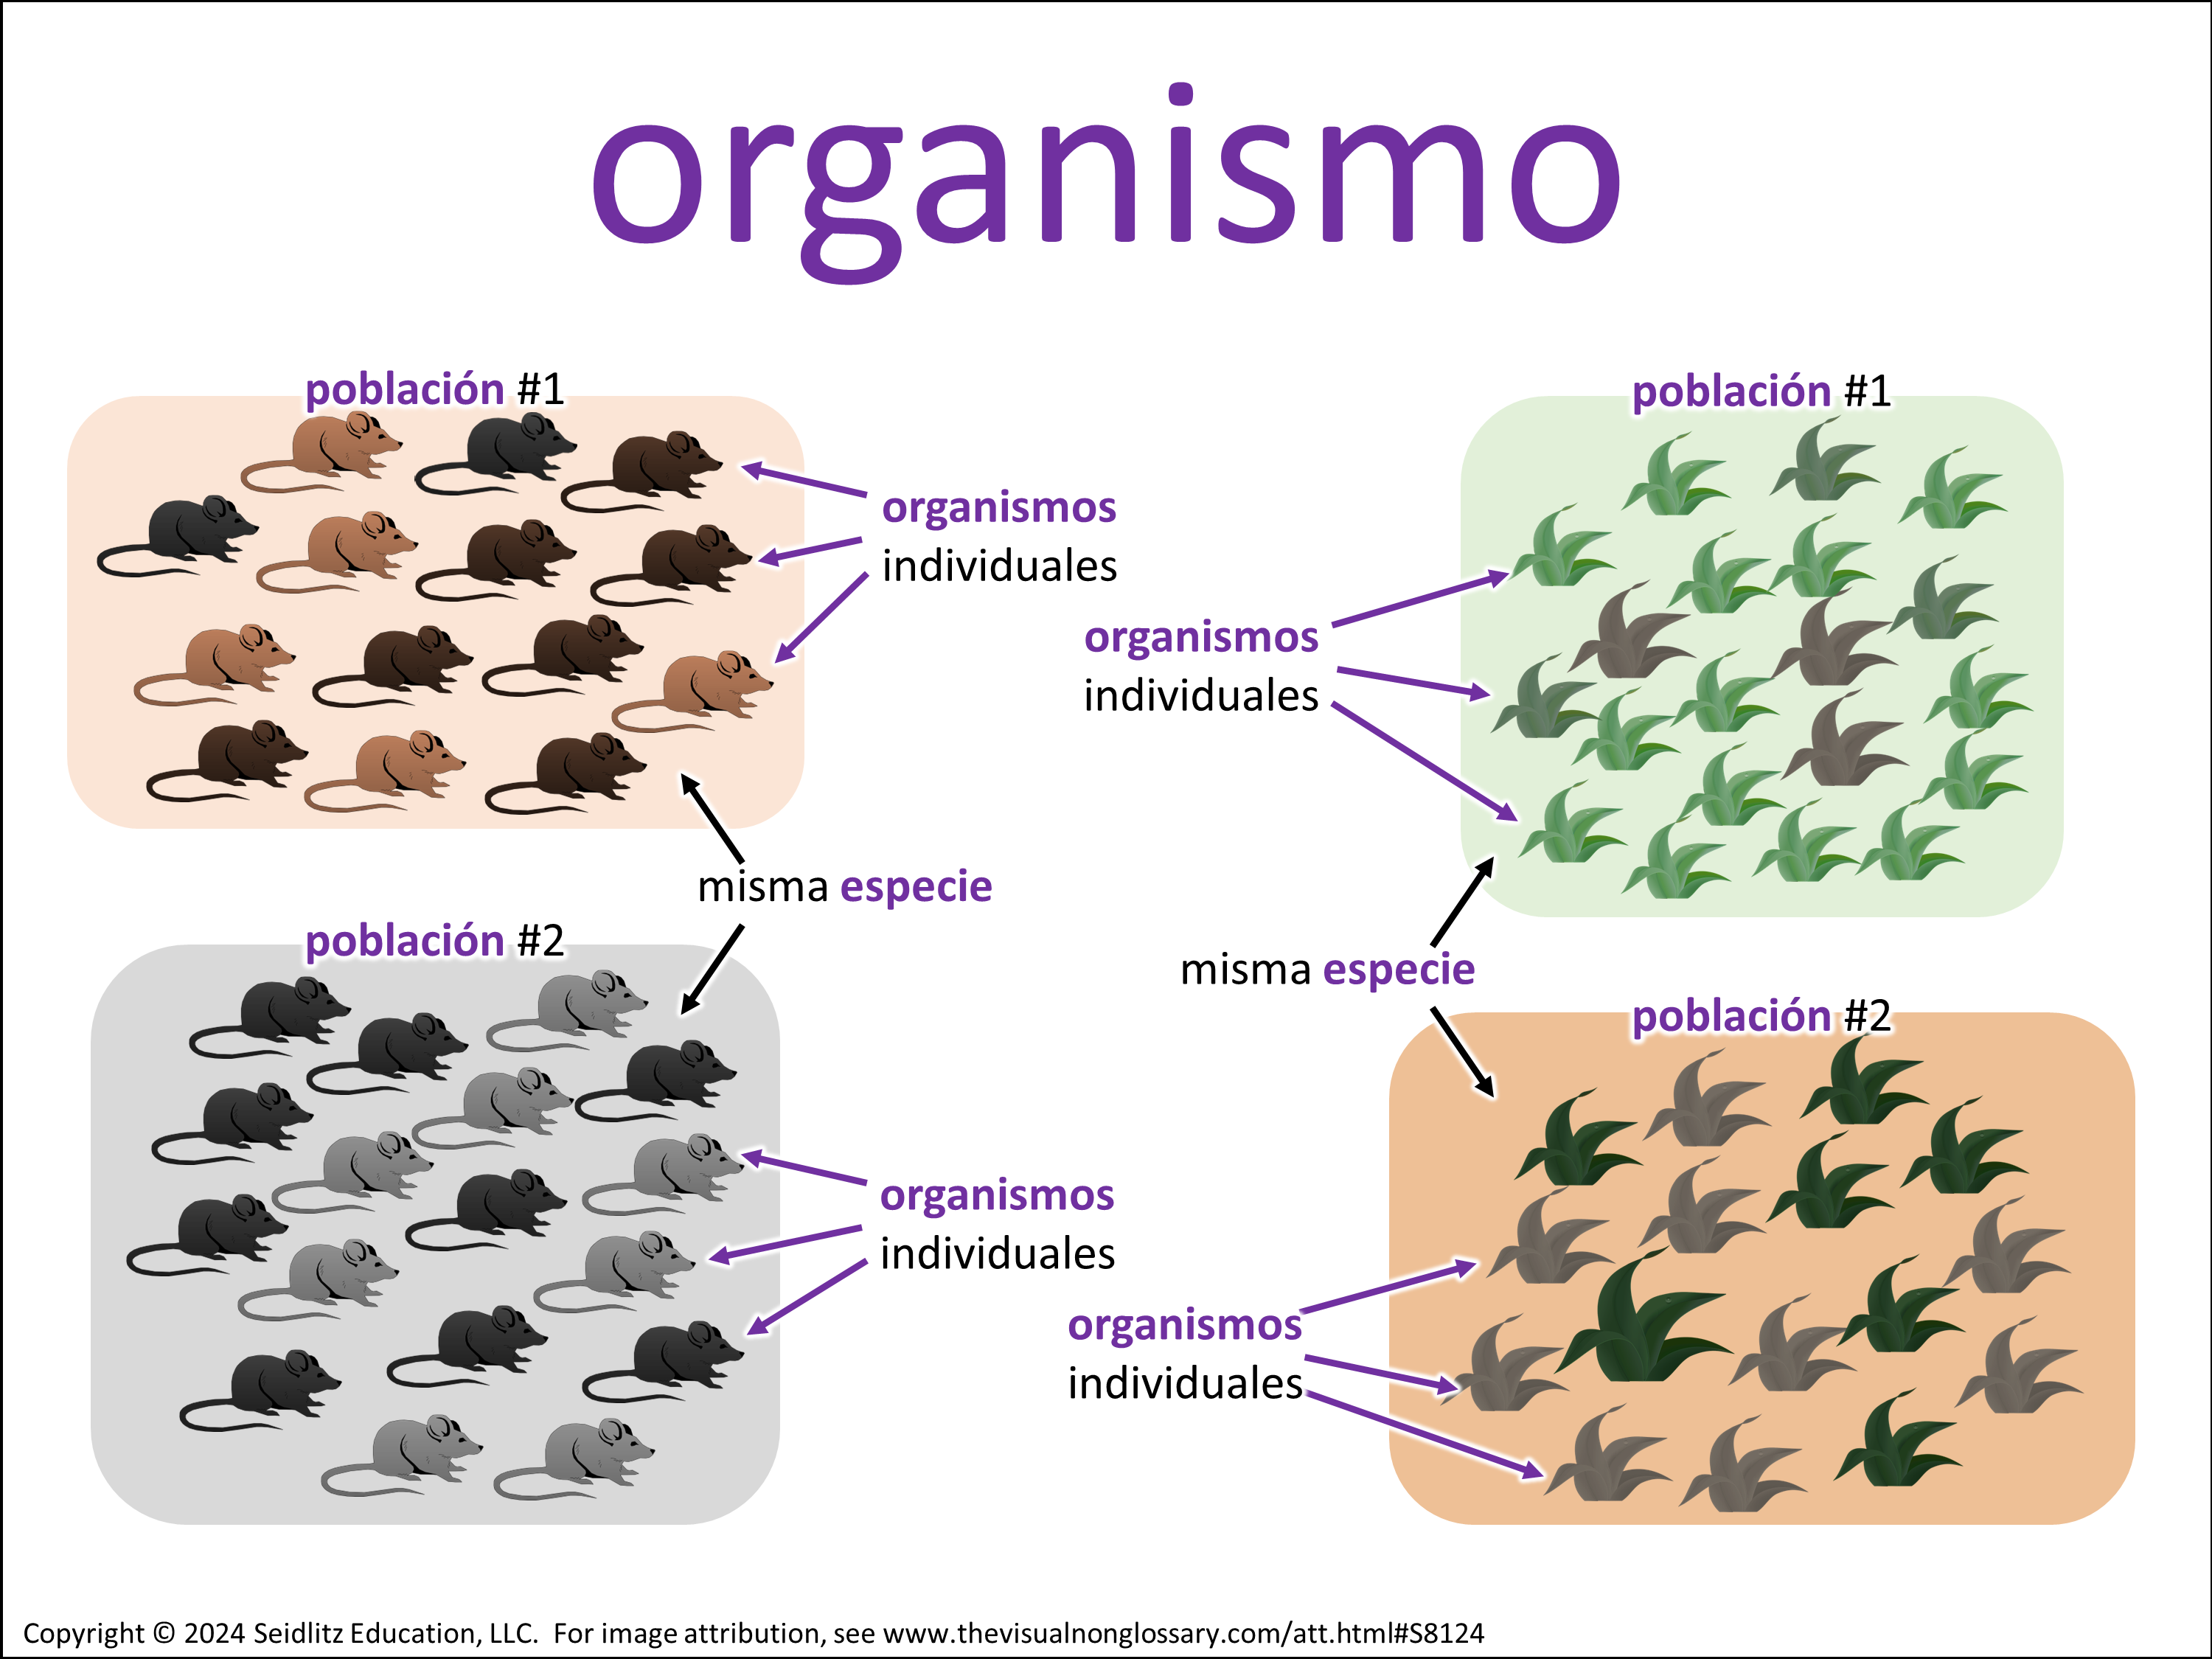 organismo
población #1
organismos
individuales
misma especie
población #2
organismos
individuales
población #1
organismos
individuales
misma especie
población #2
organismos
individuales
Copyright © 2024 Seidlitz Education, LLC.  For image attribution, see www.thevisualnonglossary.com/att.html#S8124